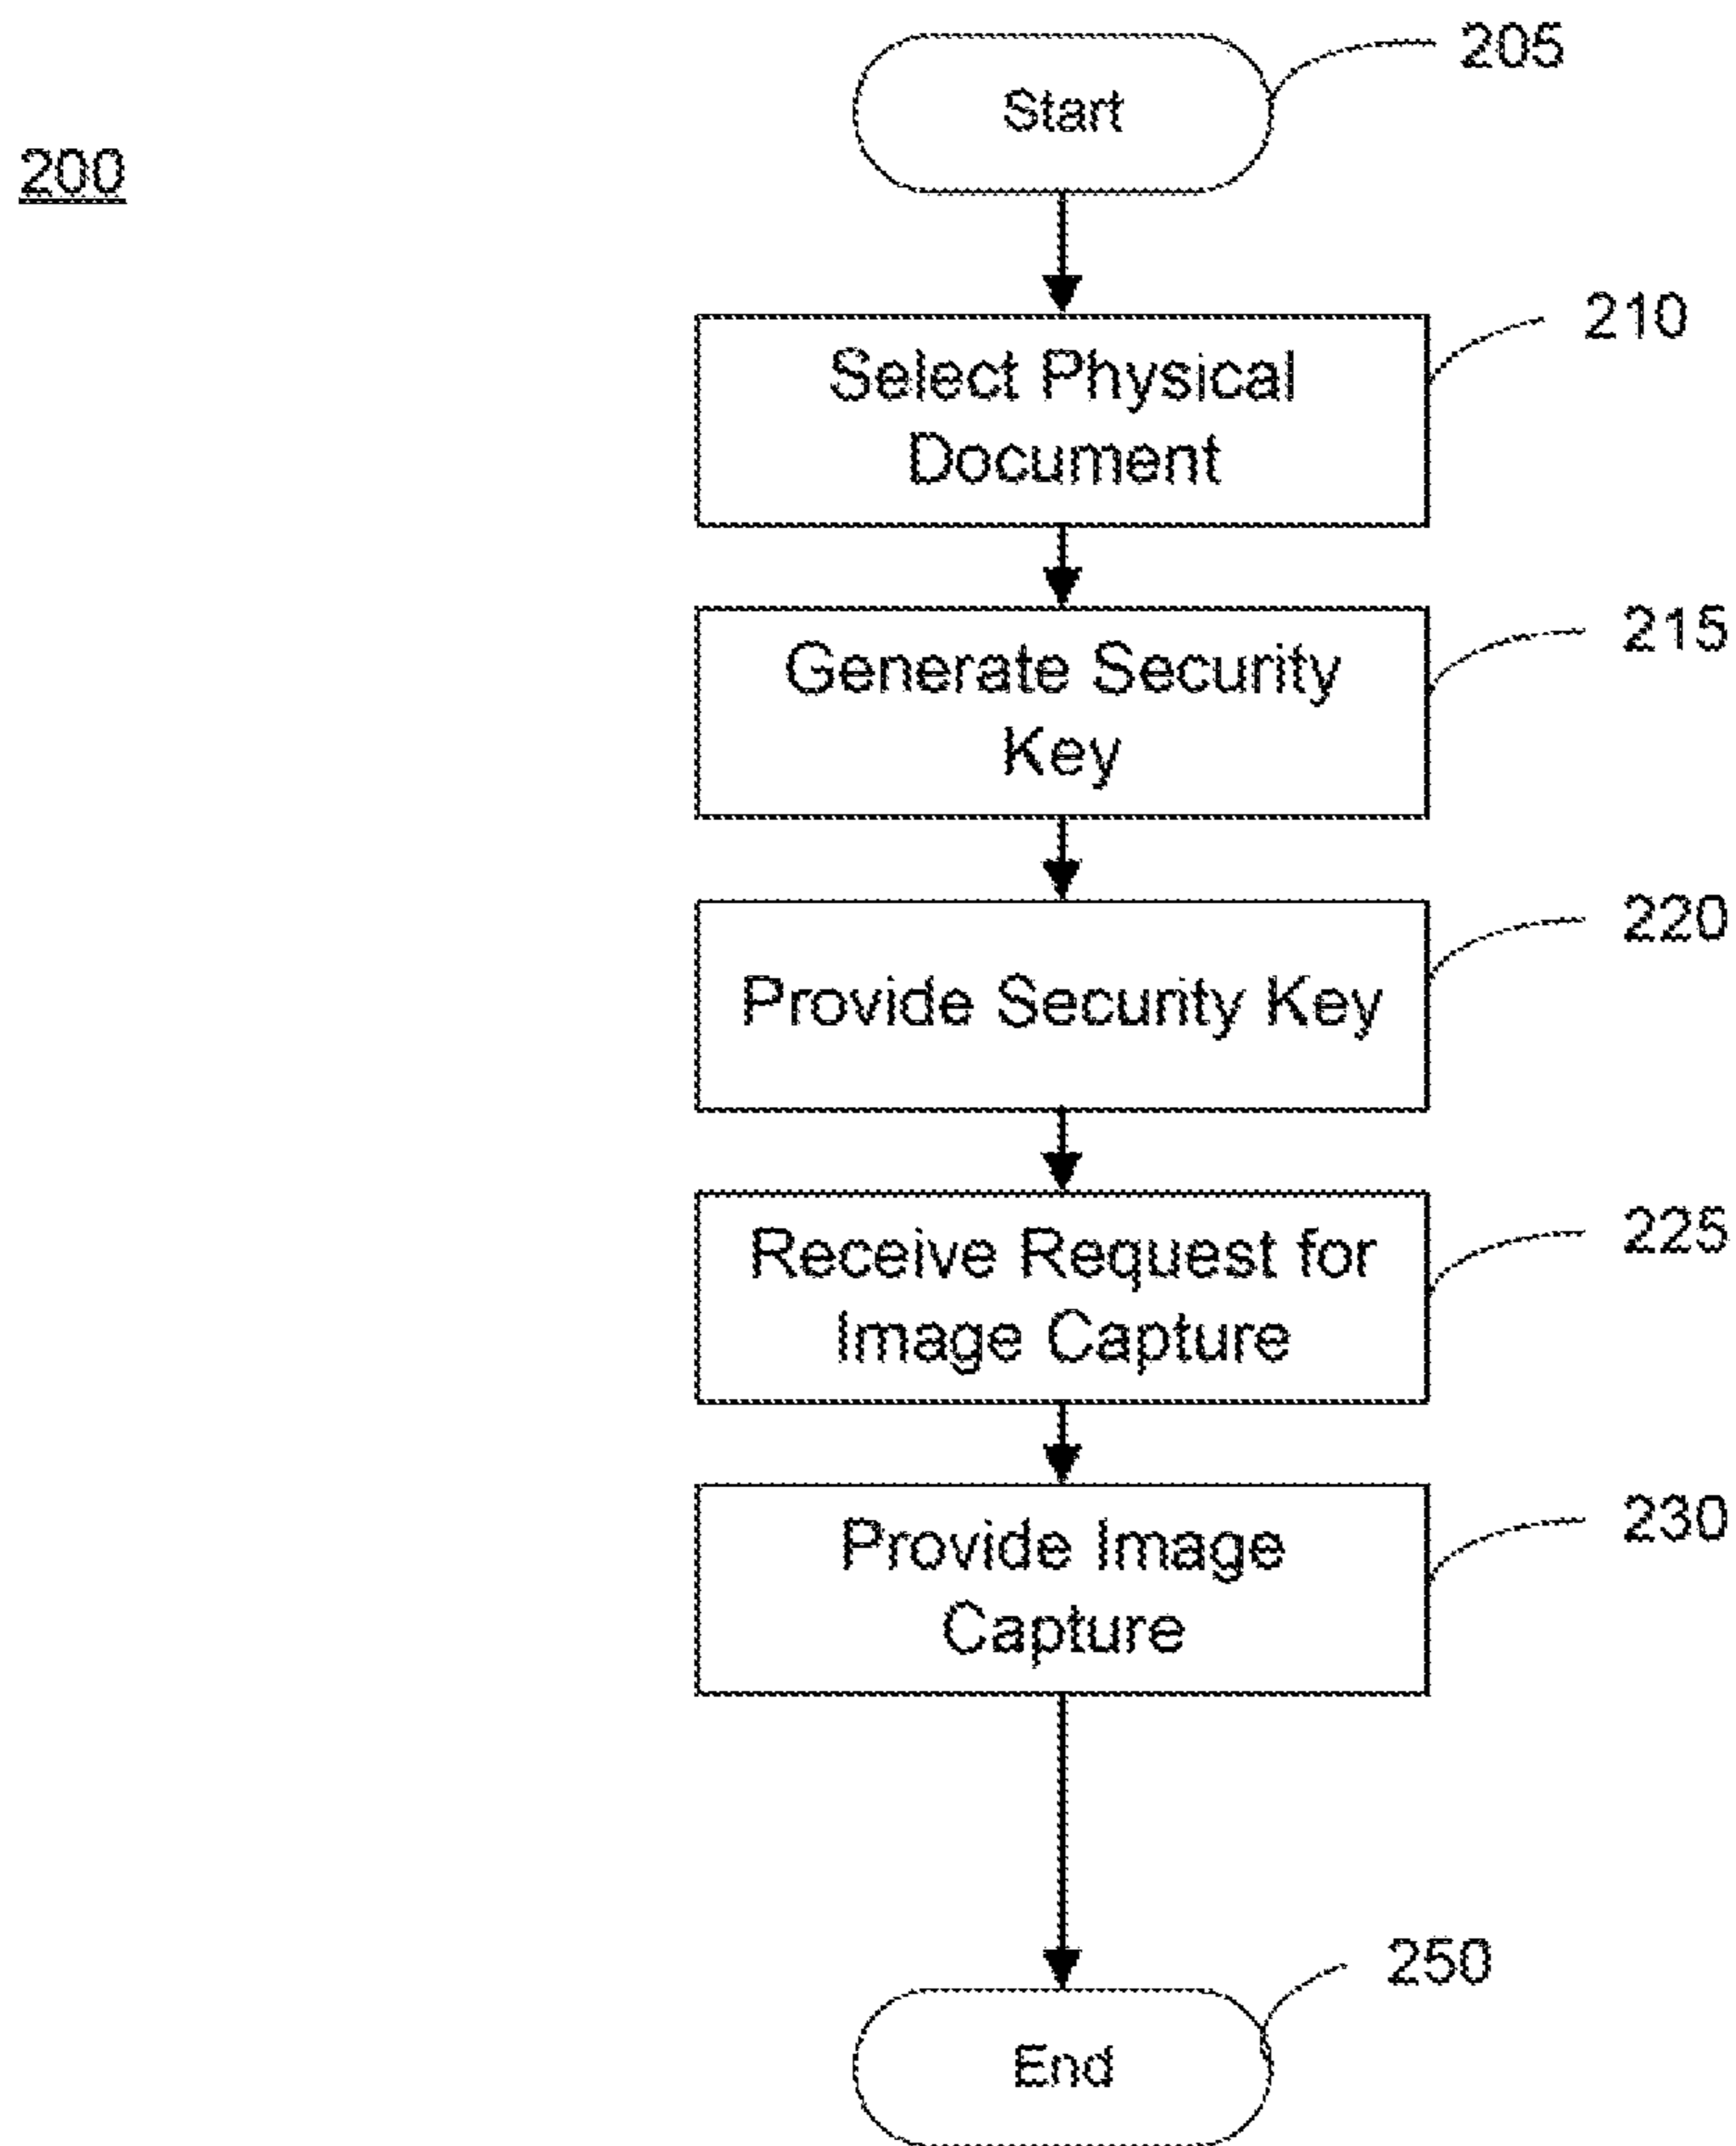 205
Start
200
210
Select Physical
Document
215
Generate Security
Key
220
Provide Security Key
225
Receive Request for
Image Capture
230
Provide Image
Capture
250
End